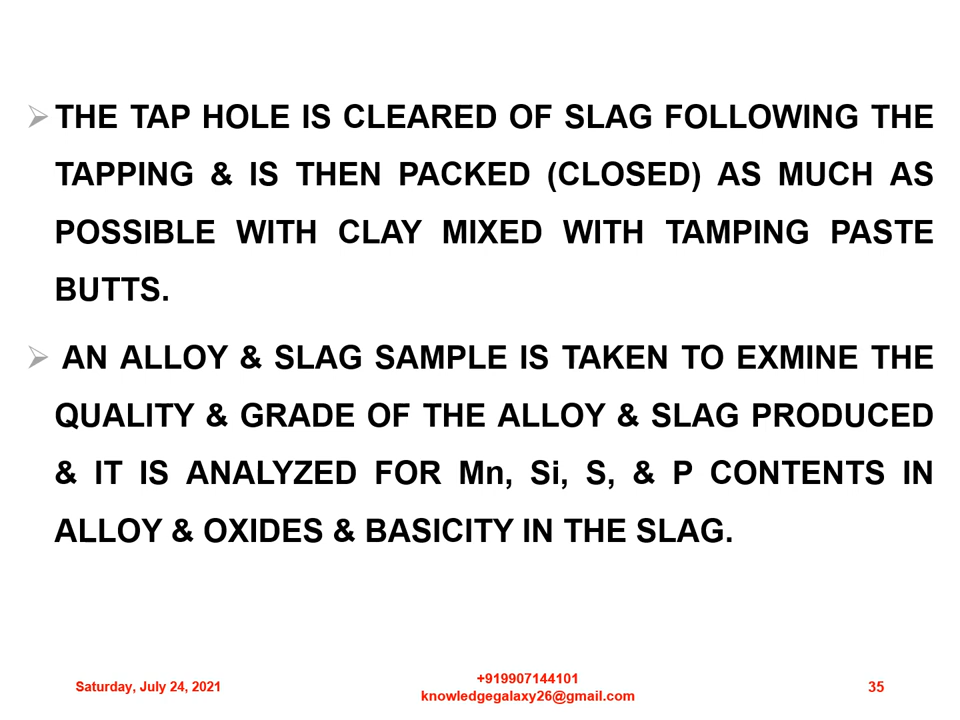 THE TAP HOLE IS CLEARED OF SLAG FOLLOWING THE
TAPPING & IS THEN PACKED (CLOSED) AS MUCH AS
POSSIBLE WITH CLAY MIXED WITH TAMPING PASTE
BUTTS.
AN ALLOY & SLAG SAMPLE IS TAKEN TO EXMINE THE
QUALITY & GRADE OF THE ALLOY & SLAG PRODUCED
& IT IS ANALYZED FOR Mn, Si, S, & P CONTENTS IN
ALLOY & OXIDES & BASICITY IN THE SLAG.
Saturday, July 24, 2021
+919907144101
knowledgegalaxy26@gmail.com
35